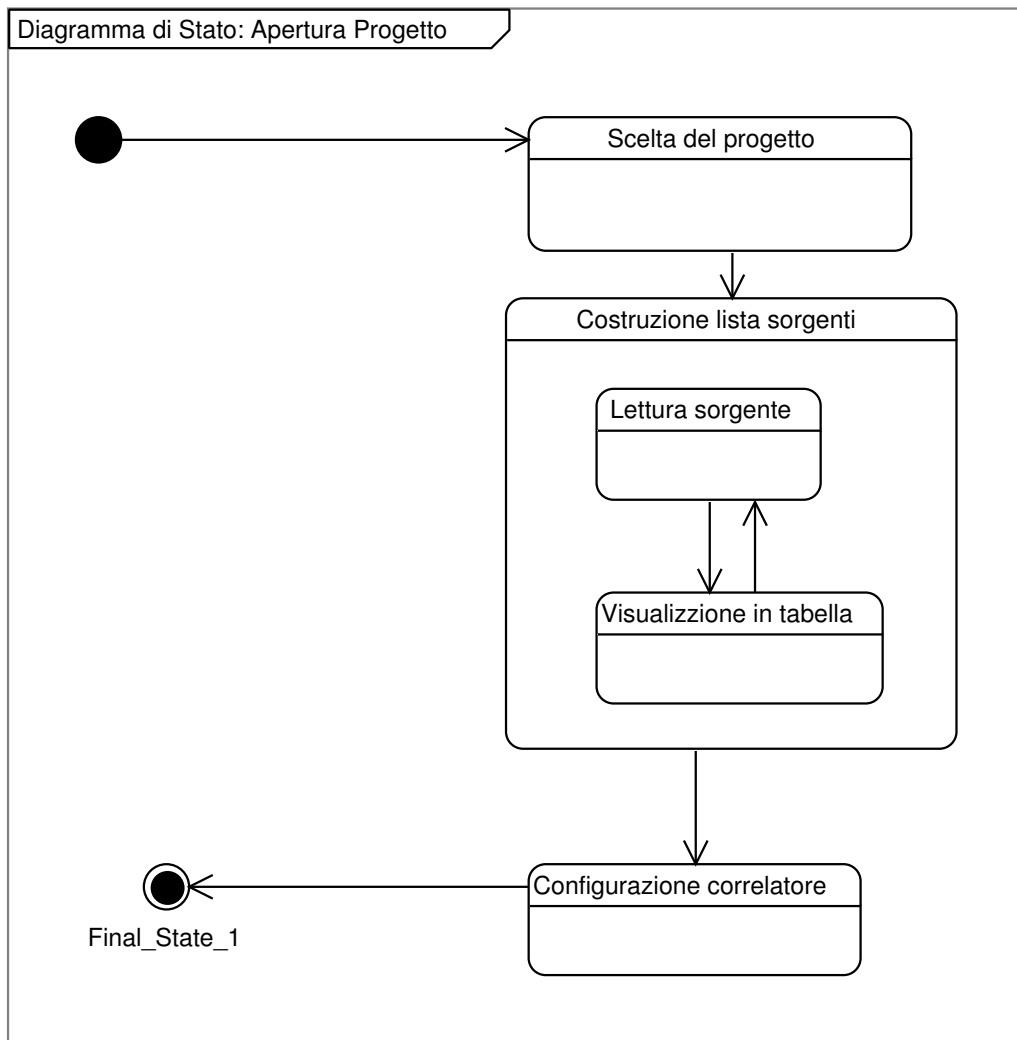 Diagramma di Stato: Apertura Progetto
Scelta del progetto
Costruzione lista sorgenti
Lettura sorgente
Visualizzione in tabella
Configurazione correlatore
Final_State_1